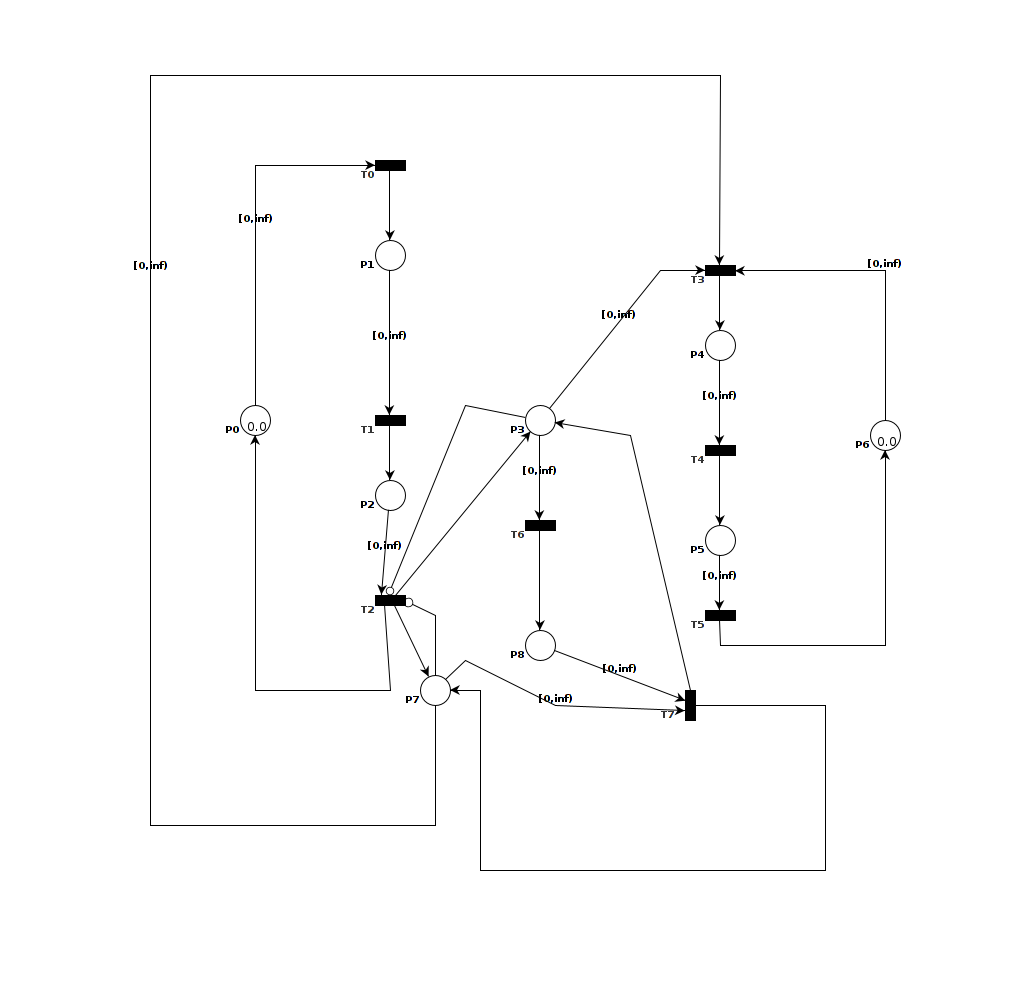 T0
[0,inf)
P1
[0,inf)
[0,inf)
T3
[0,inf)
[0,inf)
P4
[0,inf)
P0
0.0
T1
P3
P6
0.0
T4
[0,inf)
P2
T6
[0,inf)
P5
[0,inf)
T2
T5
P8
[0,inf)
P7
[0,inf)
T7